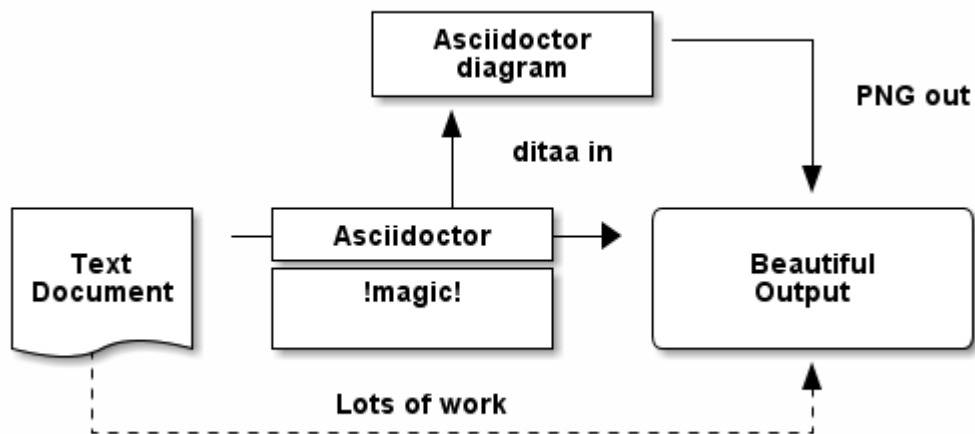 Asciidoctor
diagram
PNG out
ditaa in
Asciidoctor
Text
Document
!magic!
Beautiful
Output
Lots of work